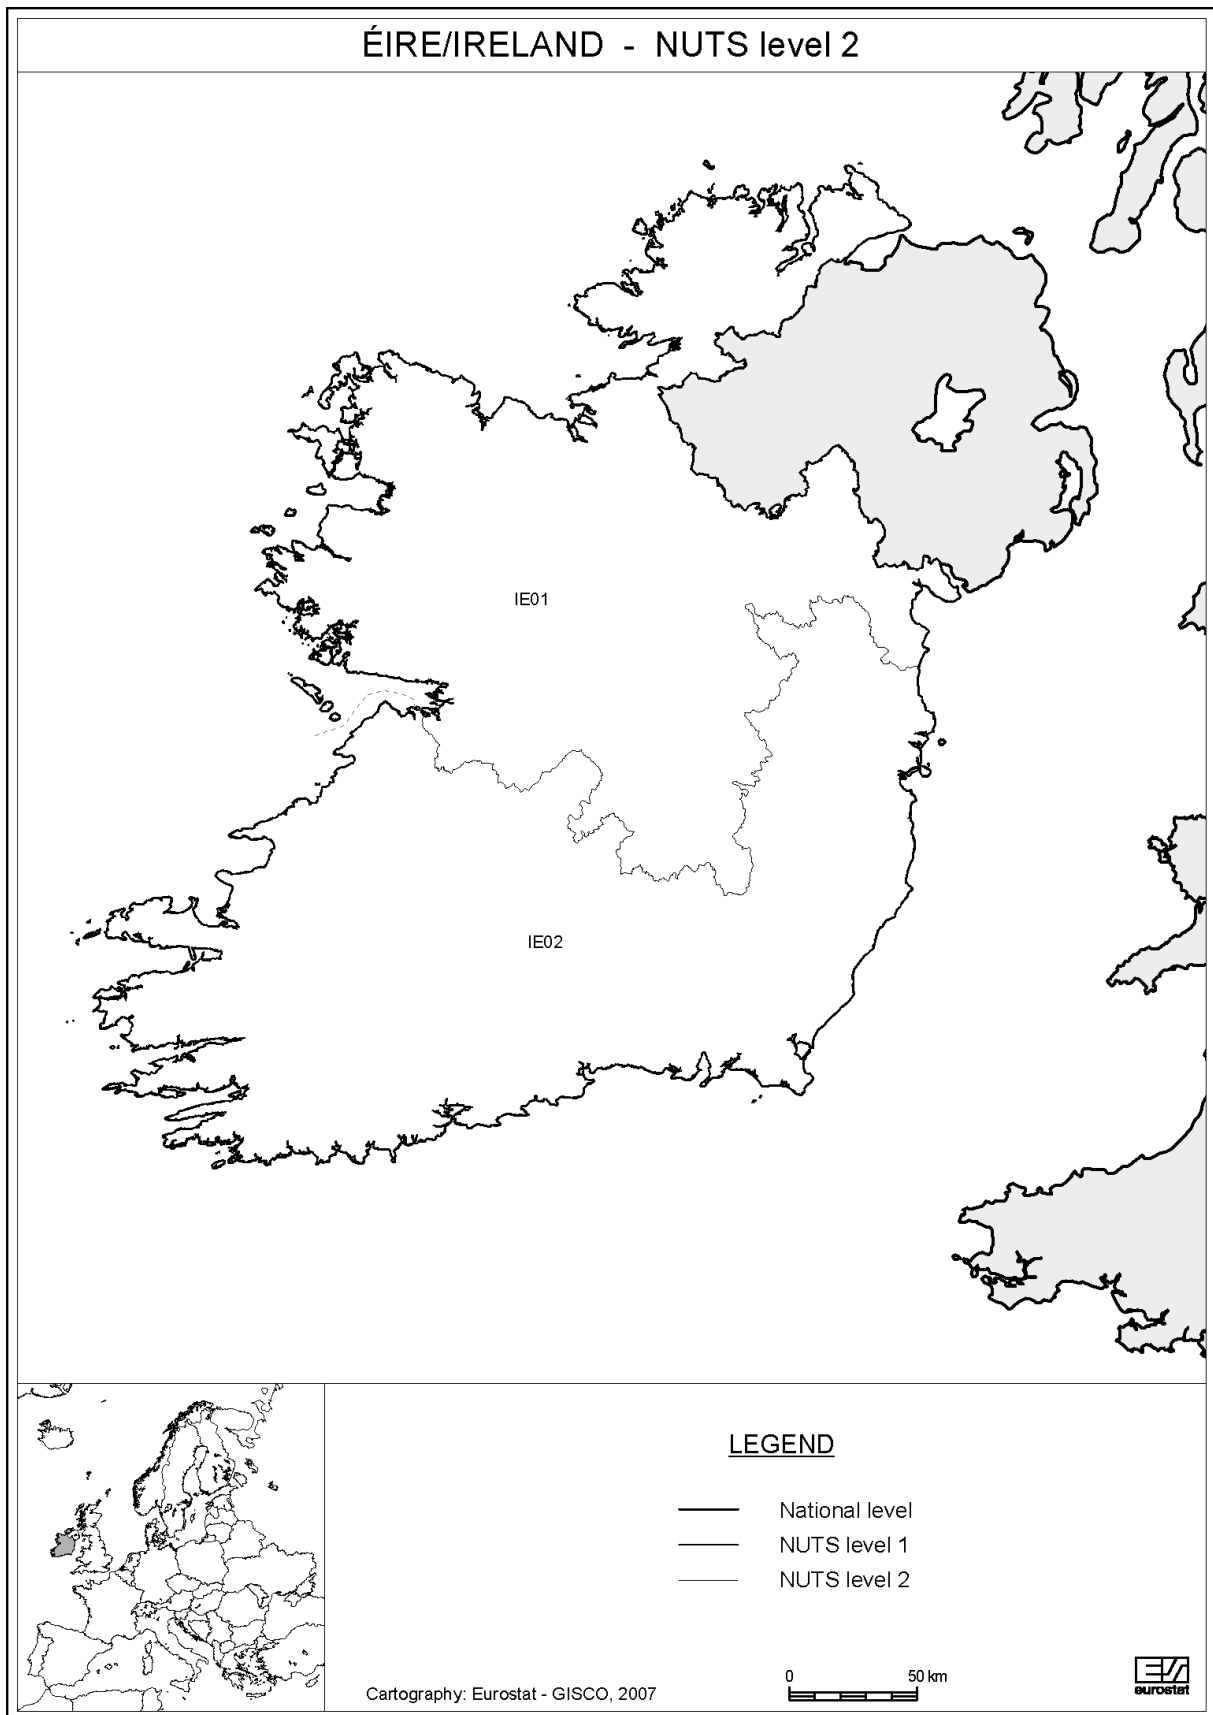 ÉIRE/IRELAND - NUTS level 2
IE01
IE02
LEGEND
National level
NUTS level 1
NUTS level 2
0 50 km
Cartography: Eurostat - GISCO, 2007
eurostat